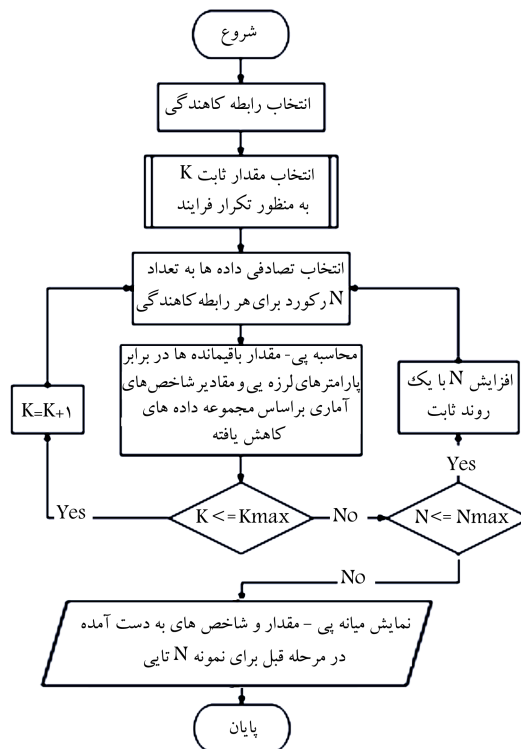 شروع
انتخاب رابطه کاهندگی
انتخاب مقدار ثابت K
به منظور تکرار فرایند
انتخاب تصادفی داده ها به تعداد
N رکورد برای هر رابطه کاهندگی
محاسبه پی- مقدار باقیمانده ها در برابر
پارامترهای لرزه یی و مقادیر شاخص‌های
آماری براساس مجموعه داده های
کاهش یافته
K=K+۱
افزایش N با یک
روند ثابت
Yes
K <=Kmax
No
N<= Nmax
Yes
No
نمایش میانه پی – مقدار و شاخص های به دست آمده
در مرحله قبل برای نمونه N تایی
پایان